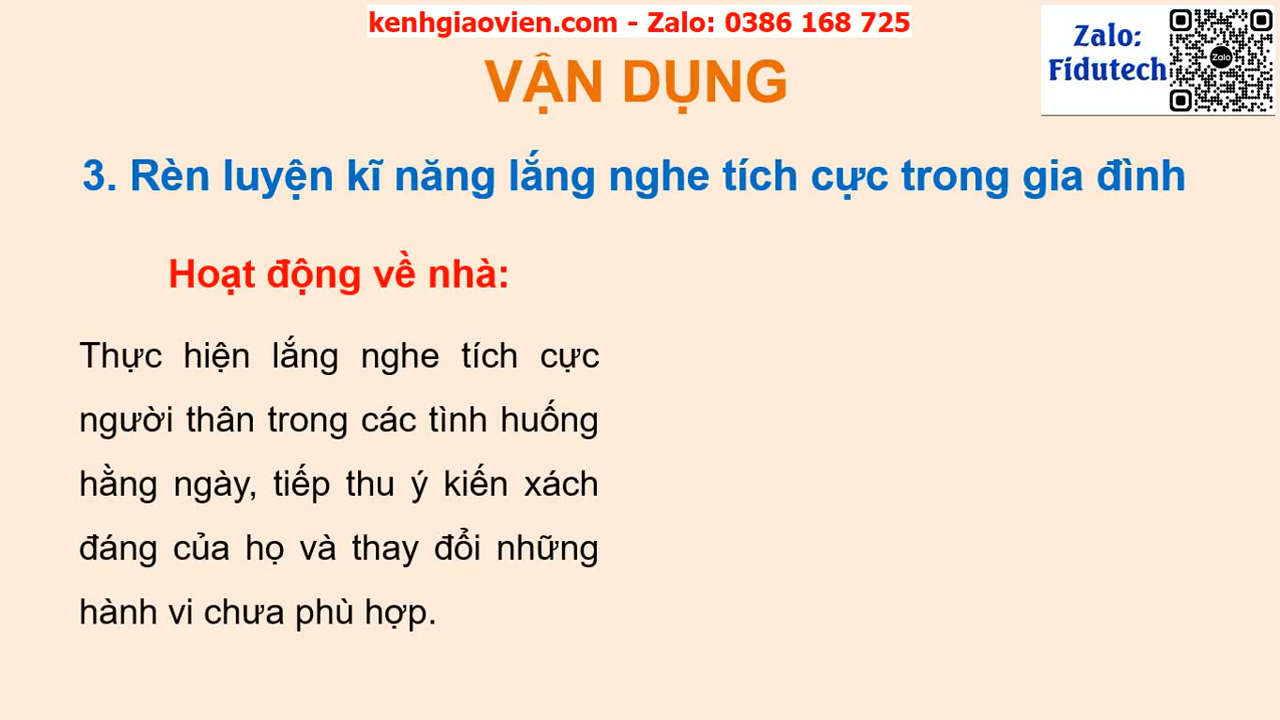 kenhgiaovien.com - Zalo: 0386 168 725
Zalo:
Fidutech
Zalo
VẬN DỤNG
3. Rèn luyện kĩ năng lắng nghe tích cực trong gia đình
Hoạt động về nhà:
Thực hiện lắng nghe tích cực
người thân trong các tình huống
hằng ngày, tiếp thu ý kiến xách
đáng của họ và thay đổi những
hành vi chưa phù hợp.